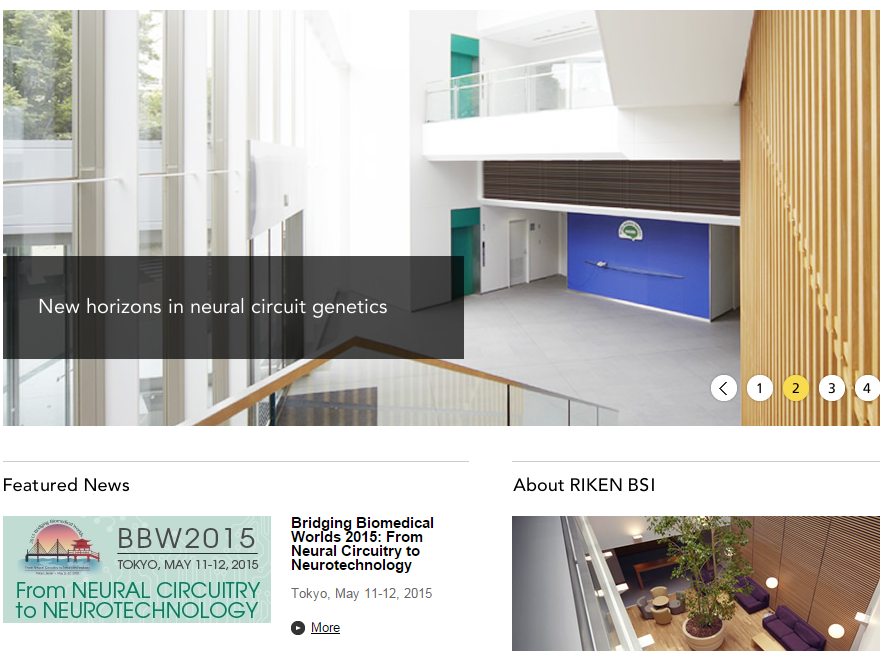 New horizons in neural circuit genetics
1
2
3
4
Featured News
About RIKEN BSI
BBW2015
TOKYO, MAY 11-12, 2015
From NEURAL CIRCUITRY
to NEUROTECHNOLOGY
Bridging Biomedical
Worlds 2015: From
Neural Circuitry to
Neurotechnology
Tokyo, May 11-12, 2015
More